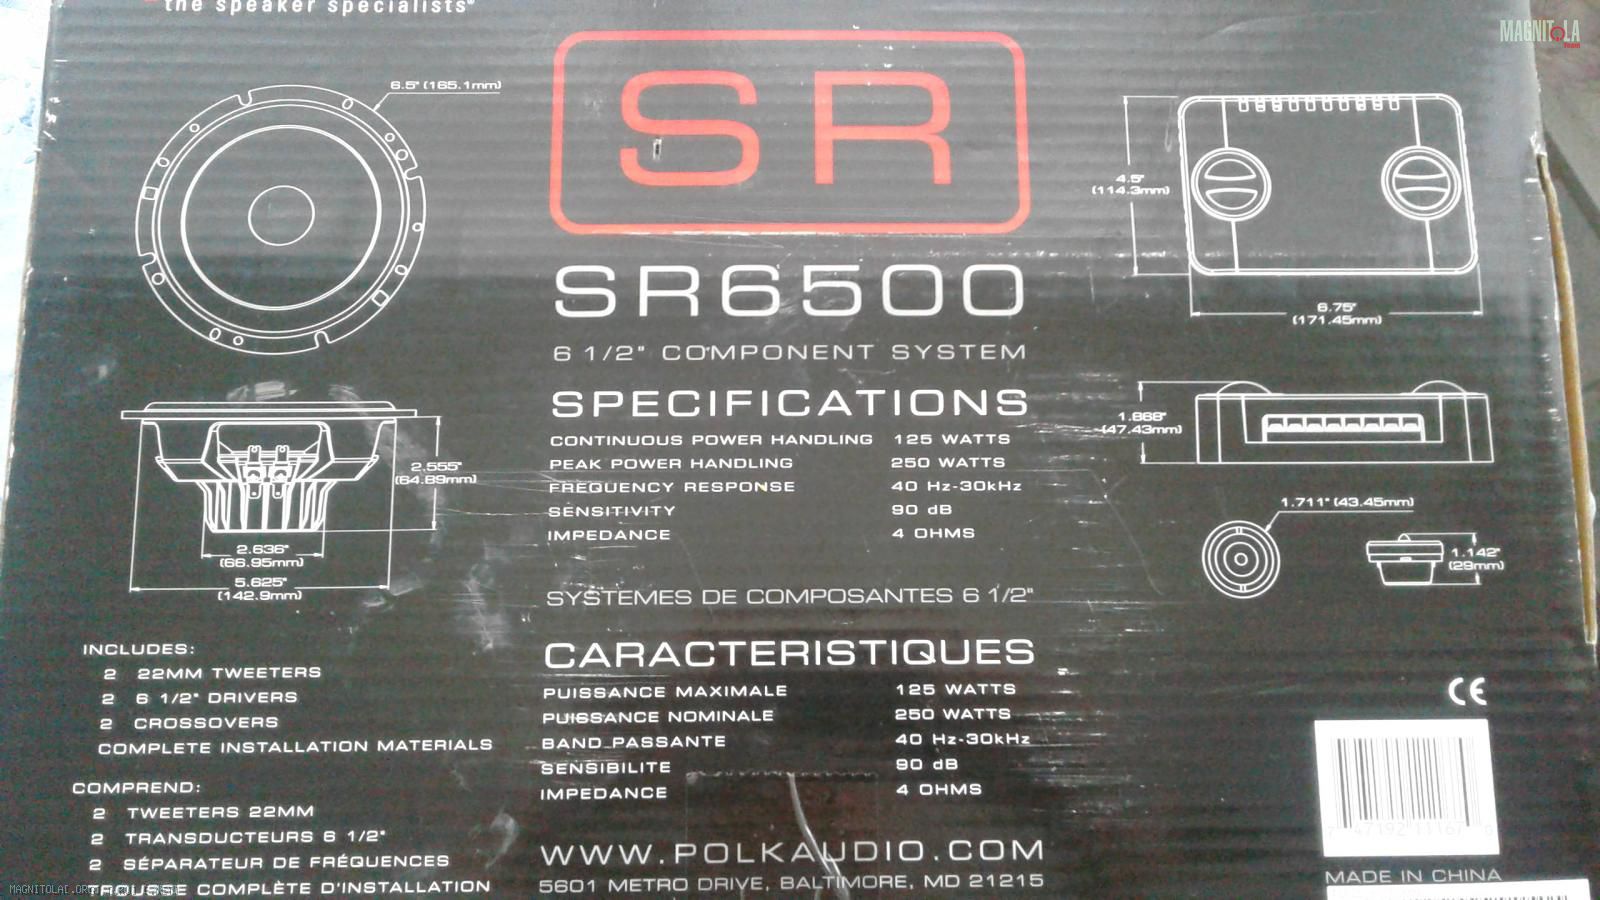 the speaker specialists®
MAGNITOLA
Team
6.5" (165.1mm)
SR
4.5"
(114.3mm)
SR6500
6.75"
(171.45mm)
6 1/2" COMPONENT SYSTEM
SPECIFICATIONS
CONTINUOUS POWER HANDLING 125 WATTS
PEAK POWER HANDLING 250 WATTS
FREQUENCY RESPONSE 40 Hz-30kHz
SENSITIVITY 90 dB
IMPEDANCE 4 OHMS
1.868"
(47.43mm)
2.555"
(64.89mm)
1.711" (43.45mm)
1.142"
(29mm)
2.636"
(66.95mm)
5.625"
(142.9mm)
SYSTEMES DE COMPOSANTES 6 1/2"
CARACTERISTIQUES
PUISSANCE MAXIMALE 125 WATTS
PUISSANCE NOMINALE 250 WATTS
BAND PASSANTE 40 Hz-30kHz
SENSIBILITE 90 dB
IMPEDANCE 4 OHMS
INCLUDES:
2 22MM TWEETERS
2 6 1/2" DRIVERS
2 CROSSOVERS
COMPLETE INSTALLATION MATERIALS
COMPREND:
2 TWEETERS 22MM
2 TRANSDUCTEURS 6 1/2"
2 SÉPARATEUR DE FRÉQUENCES
TROUSSE COMPLÈTE D'INSTALLATION
WWW.POLKAUDIO.COM
5601 METRO DRIVE, BALTIMORE, MD 21215
CE
MADE IN CHINA